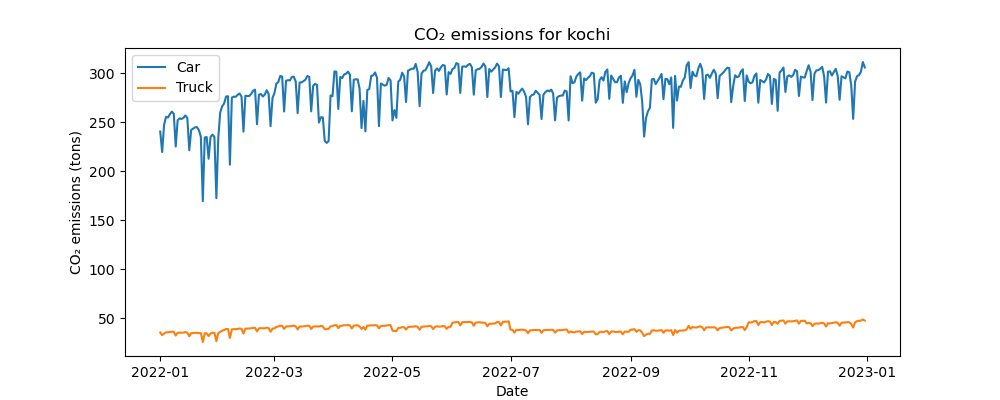 CO₂ emissions for kochi
Car
Truck
CO₂ emissions (tons)
300
250
200
150
100
50
2022-01
2022-03
2022-05
2022-07
2022-09
2022-11
2023-01
Date